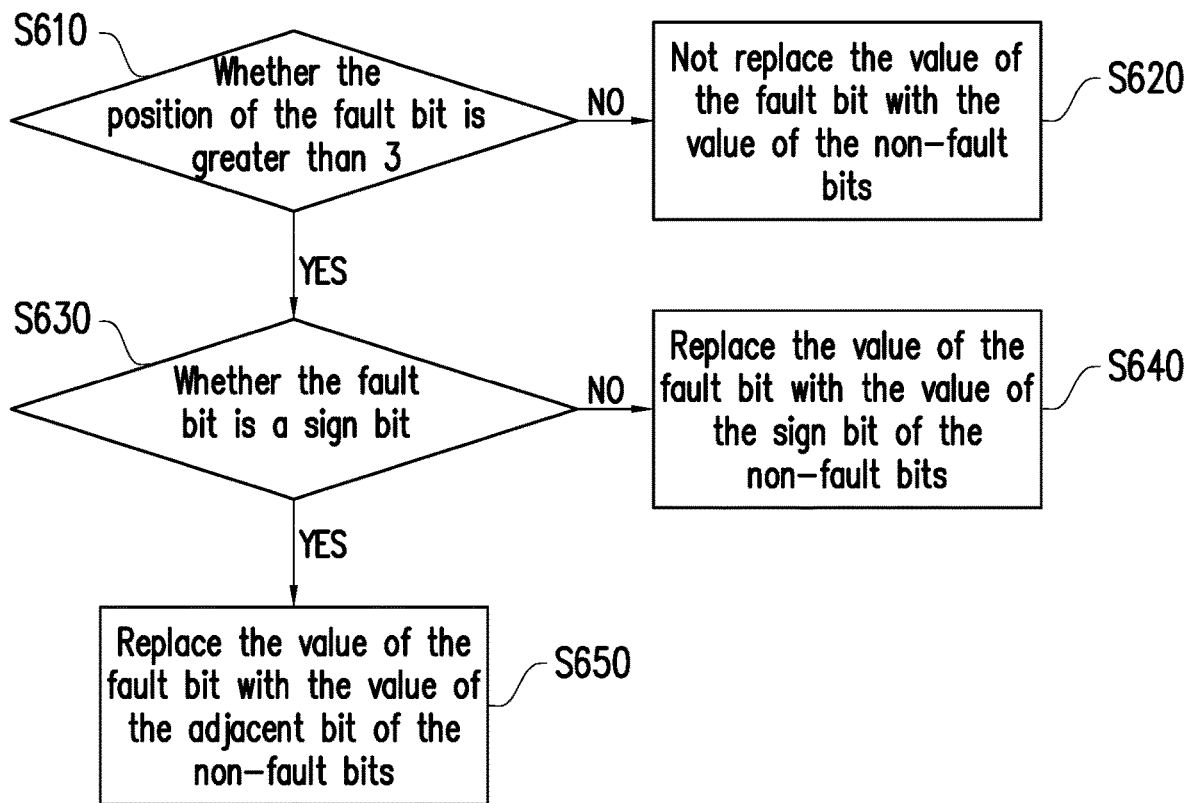 S610
Whether the
position of the fault bit is
greater than 3
NO
Not replace the value of
the fault bit with the
value of the non-fault
bits
S620
YES
S630
Whether the fault
bit is a sign bit
NO
Replace the value of the
fault bit with the value of
the sign bit of the
non-fault bits
S640
YES
Replace the value of the
fault bit with the value of
the adjacent bit of the
non-fault bits
S650